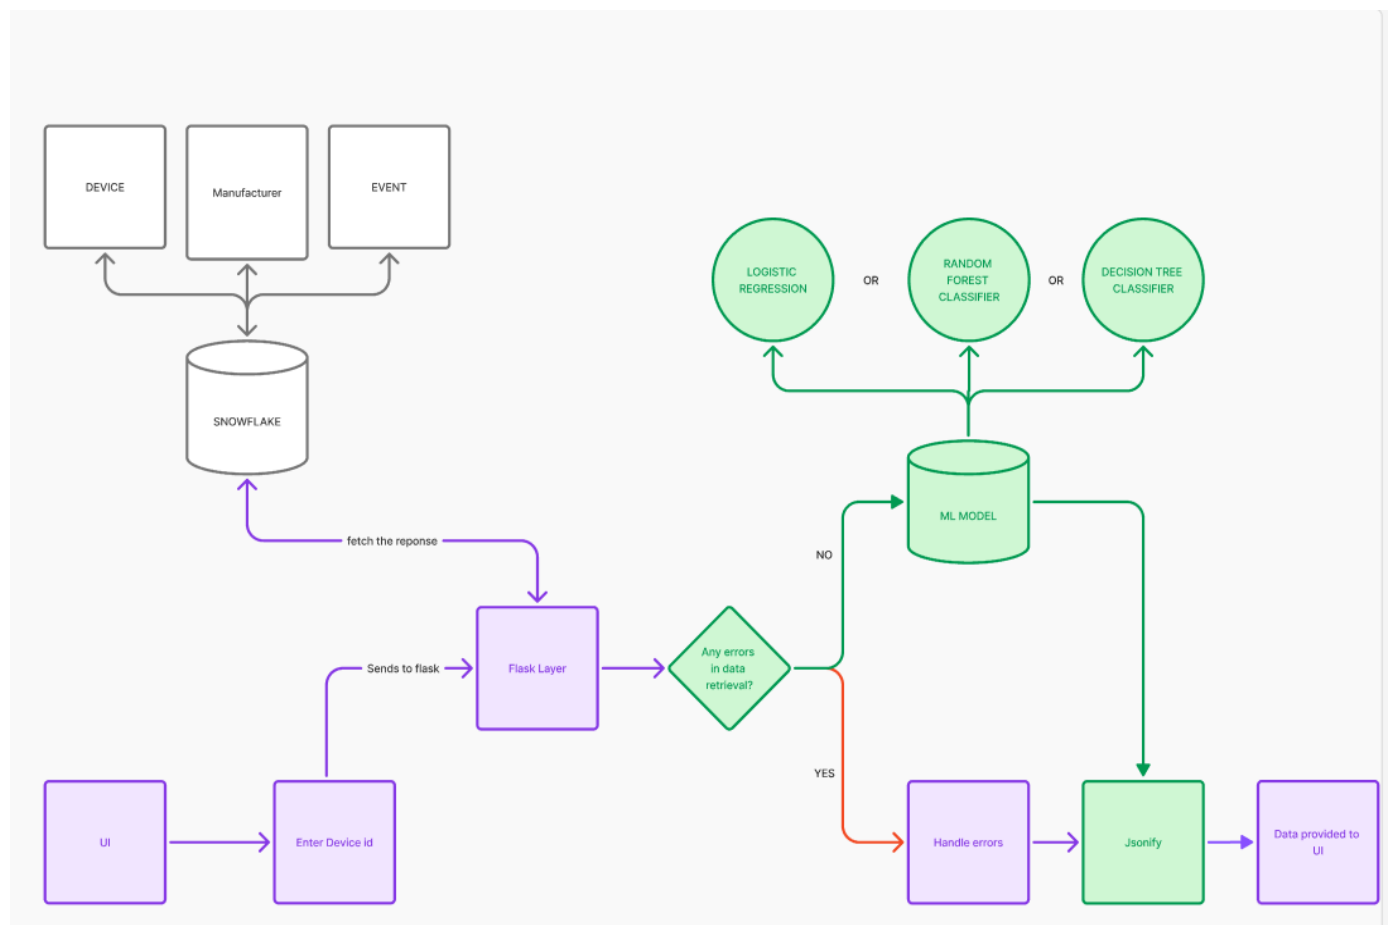 DEVICE
Manufacturer
EVENT
LOGISTIC
REGRESSION
OR
RANDOM
FOREST
CLASSIFIER
OR
DECISION TREE
CLASSIFIER
SNOWFLAKE
ML MODEL
fetch the reponse
NO
Sends to flask
Flask Layer
Any errors
in data
retrieval?
YES
UI
Enter Device id
Handle errors
Jsonify
Data provided to
UI